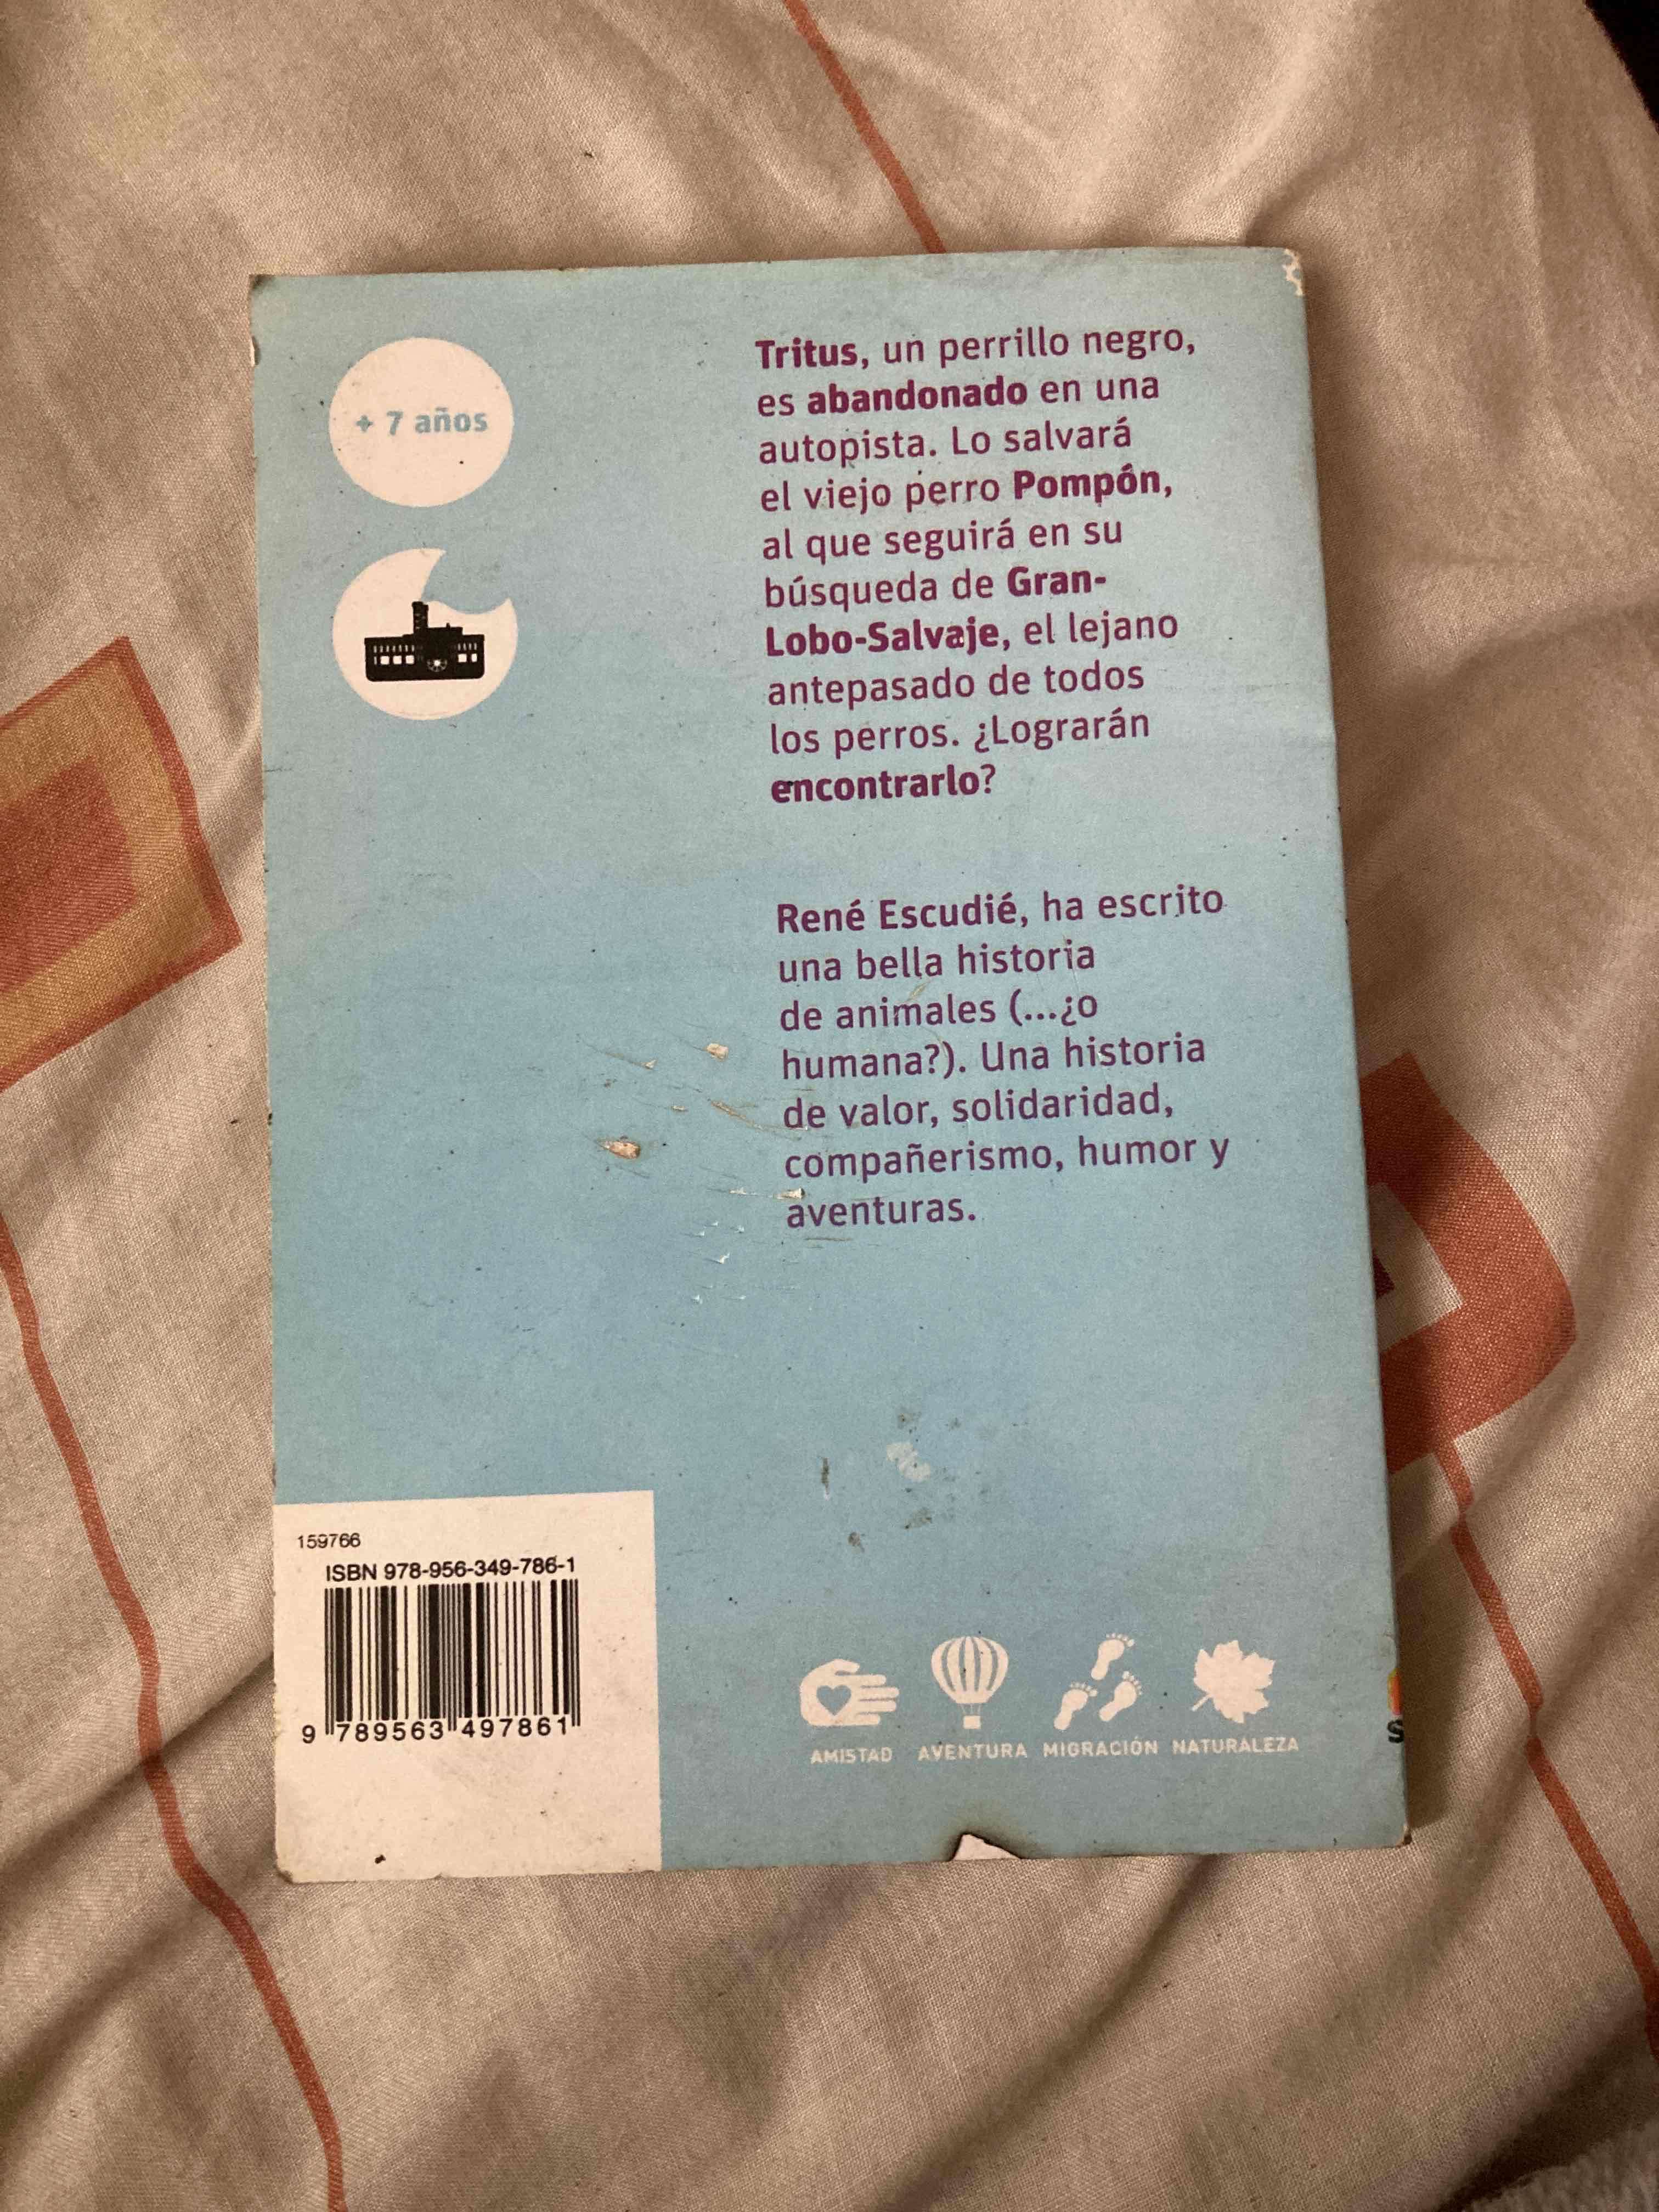 + 7 años
Tritus, un perrillo negro,
es abandonado en una
autopista. Lo salvará
el viejo perro Pompón,
al que seguirá en su
búsqueda de Gran-
Lobo-Salvaje, el lejano
antepasado de todos
los perros. ¿Lograrán
encontrarlo?
René Escudié, ha escrito
una bella historia
de animales (...¿o
humana?). Una historia
de valor, solidaridad,
compañerismo, humor y
aventuras.
159766
ISBN 978-956-349-786-1
9 789563 497861
AMISTAD AVENTURA MIGRACIÓN NATURALEZA